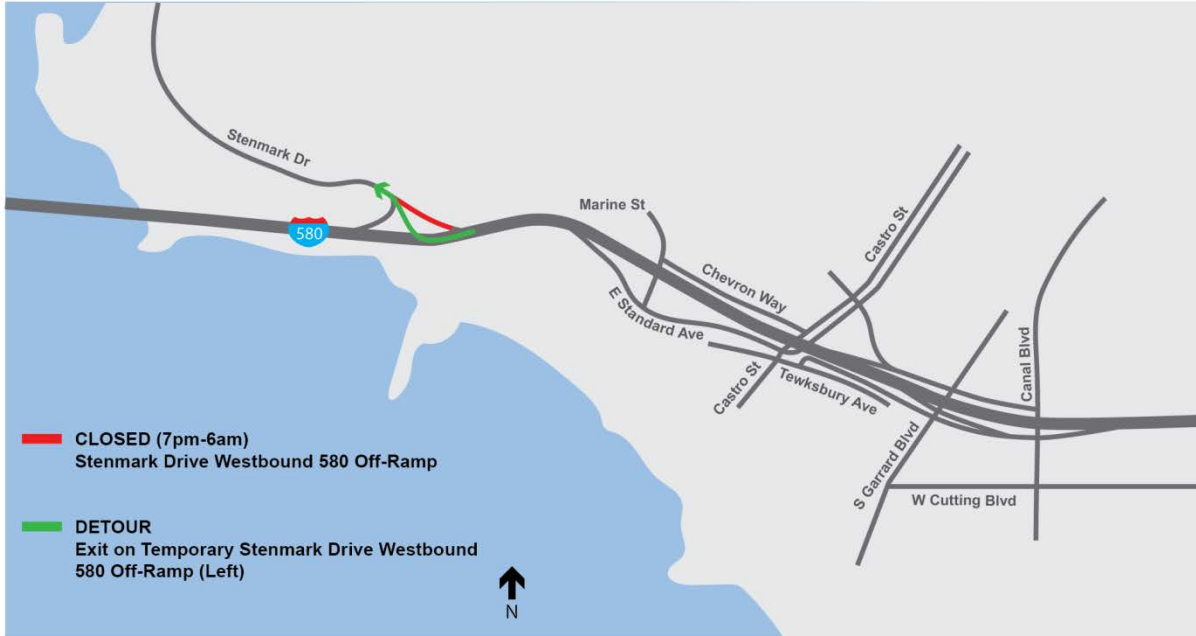 Stenmark Dr
580
Marine St
Chevron Way
Castro St
E Standard Ave
Castro St
Tewksbury Ave
Canal Blvd
S Garrard Blvd
W Cutting Blvd
CLOSED (7pm-6am)
Stenmark Drive Westbound 580 Off-Ramp
DETOUR
Exit on Temporary Stenmark Drive Westbound
580 Off-Ramp (Left)
N